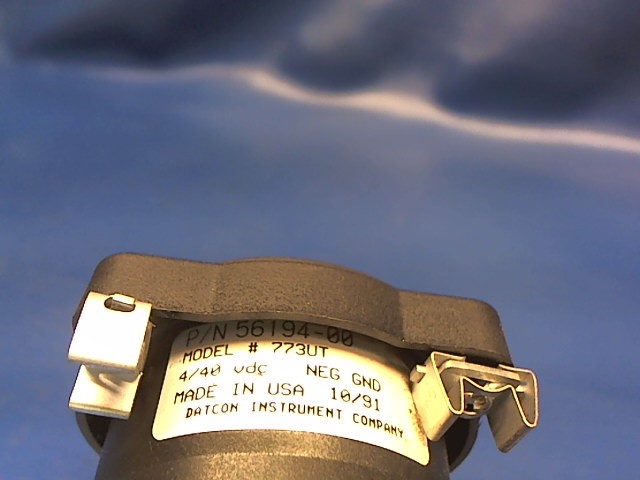 P/N 56194-00
MODEL # 773UT
4/40 vdc NEG GND
MADE IN USA 10/91
DATCON INSTRUMENT COMPANY